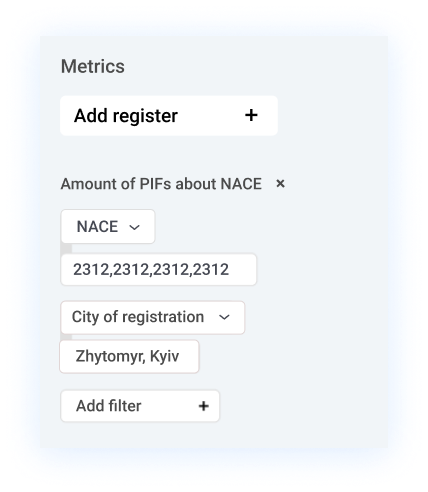 Metrics
Add register +
Amount of PIFs about NACE ×
NACE
2312,2312,2312,2312
City of registration
Zhytomyr, Kyiv
Add filter +